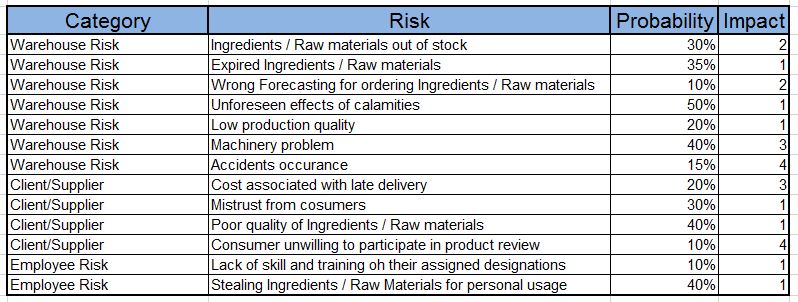 Category Risk Probability Impact
Warehouse Risk Ingredients / Raw materials out of stock 30% 2
Warehouse Risk Expired Ingredients / Raw materials 35% 1
Warehouse Risk Wrong Forecasting for ordering Ingredients / Raw materials 10% 2
Warehouse Risk Unforeseen effects of calamities 50% 1
Warehouse Risk Low production quality 20% 1
Warehouse Risk Machinery problem 40% 3
Warehouse Risk Accidents occurance 15% 4
Client/Supplier Cost associated with late delivery 20% 3
Client/Supplier Mistrust from cosumers 30% 1
Client/Supplier Poor quality of Ingredients / Raw materials 40% 1
Client/Supplier Consumer unwilling to participate in product review 10% 4
Employee Risk Lack of skill and training oh their assigned designations 10% 1
Employee Risk Stealing Ingredients / Raw Materials for personal usage 40% 1